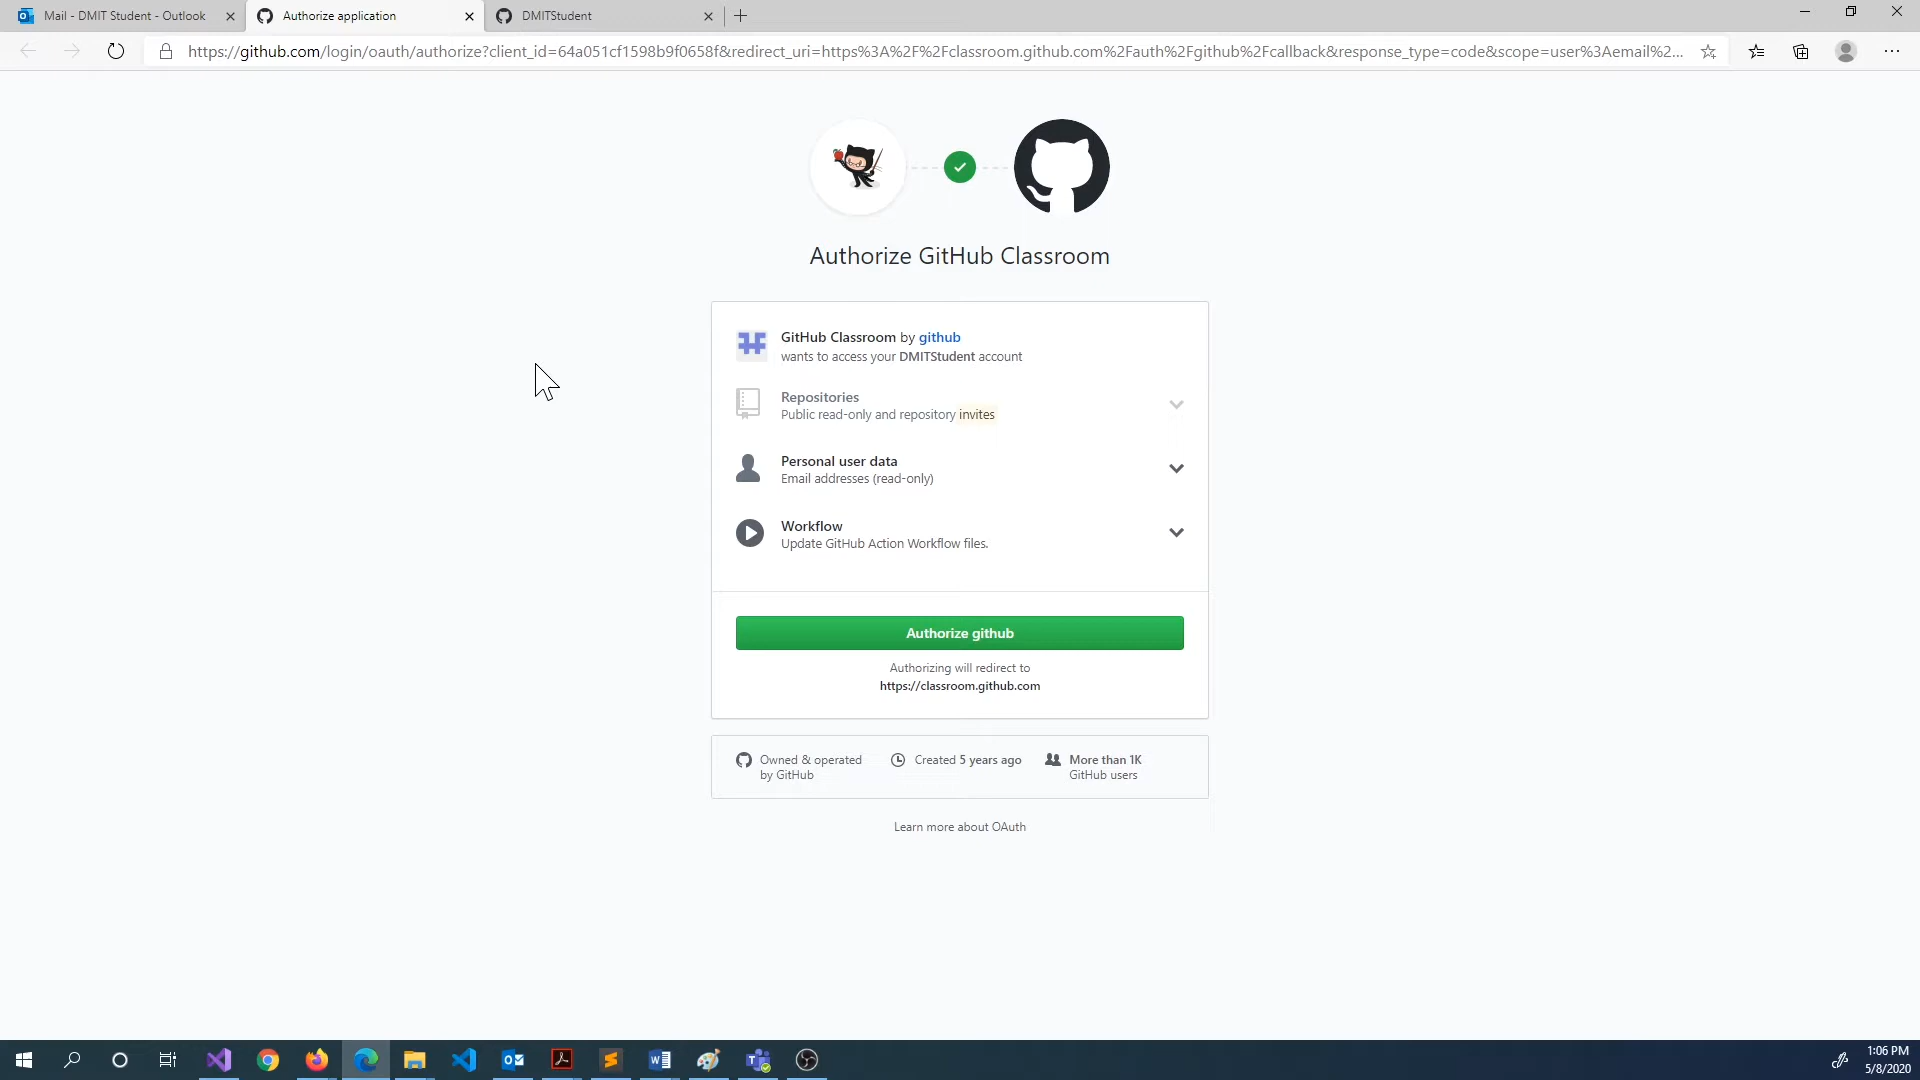 Mail - DMIT Student - Outlook
Authorize application
DMITStudent
https://github.com/login/oauth/authorize?client_id=64a051cf1598b9f0658f&redirect_uri=https%3A%2F%2Fclassroom.github.com%2Fauth%2Fgithub%2Fcallback&response_type=code&scope=user%3Aemail%2...
Authorize GitHub Classroom
GitHub Classroom by github
wants to access your DMITStudent account
Repositories
Public read-only and repository invites
Personal user data
Email addresses (read-only)
Workflow
Update GitHub Action Workflow files.
Authorize github
Authorizing will redirect to
https://classroom.github.com
Owned & operated
by GitHub
Created 5 years ago
More than 1K
GitHub users
Learn more about OAuth
1:06 PM
5/8/2020